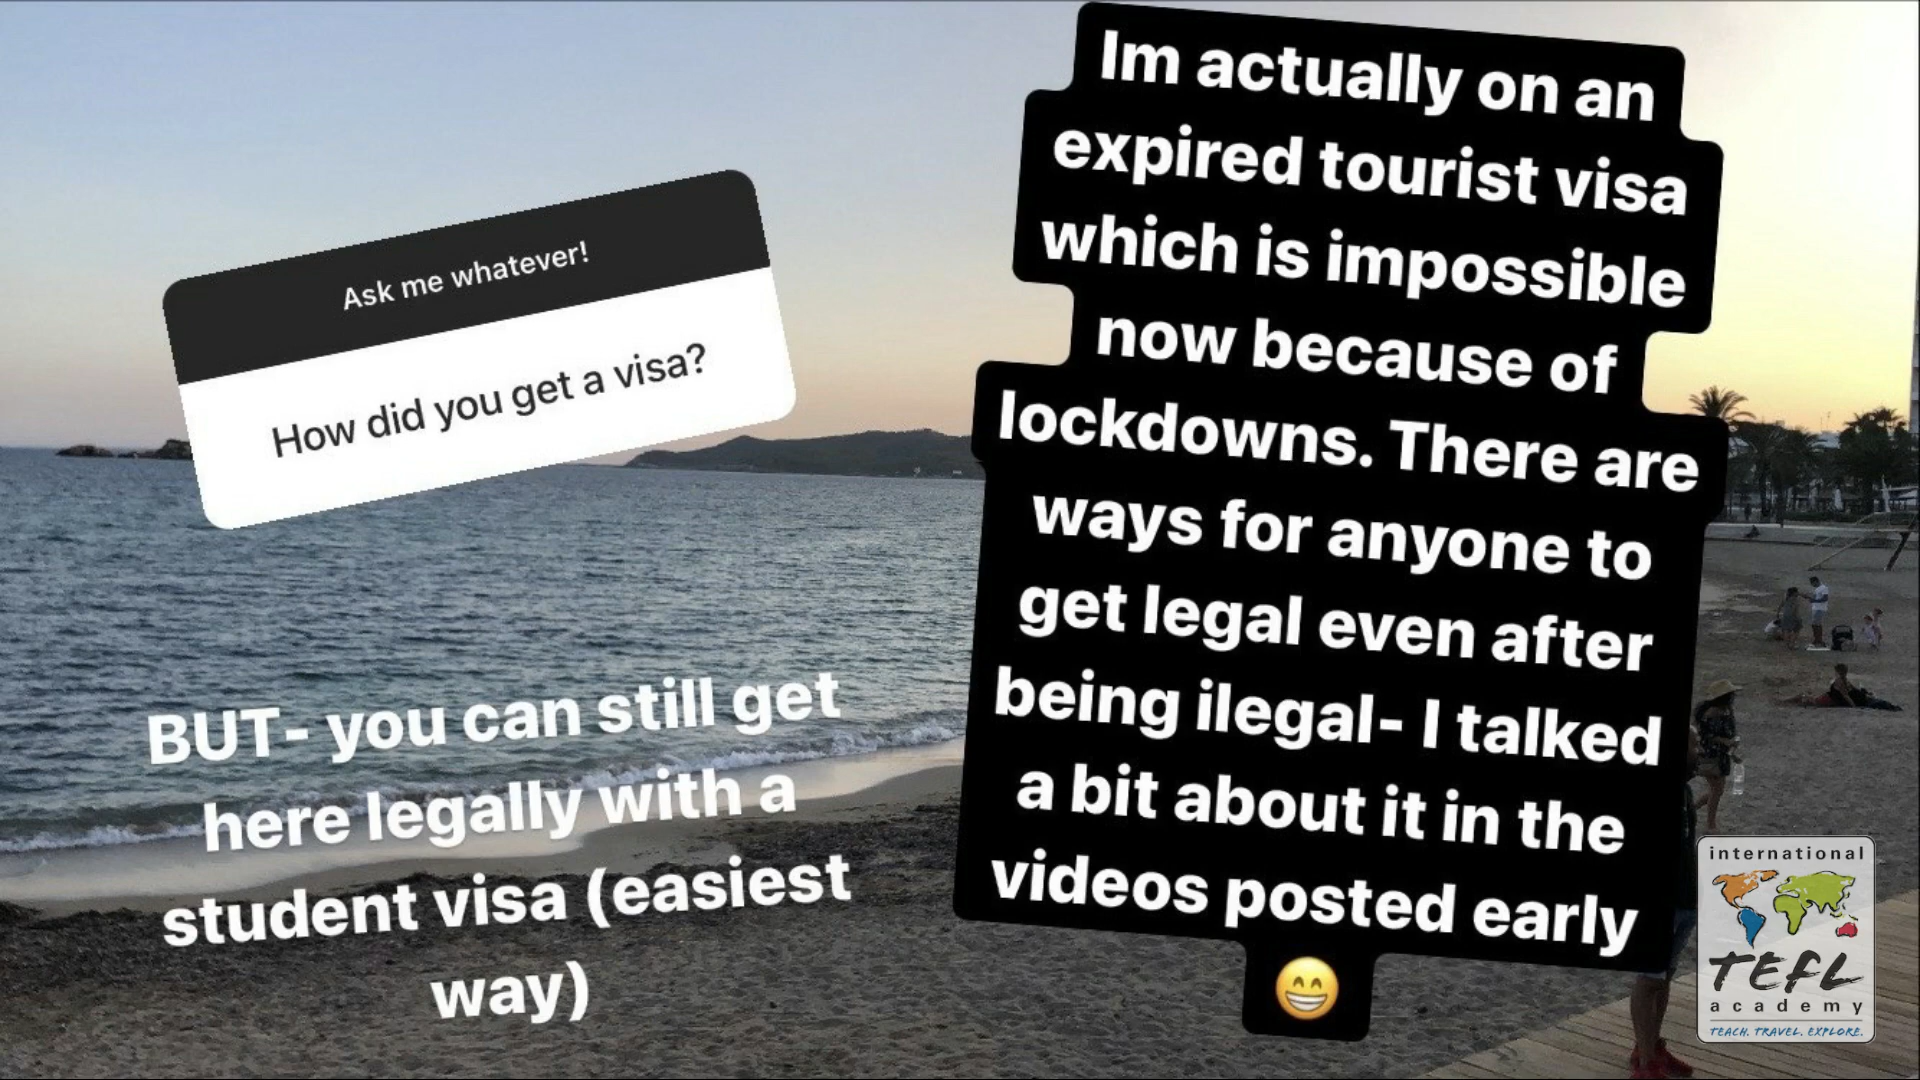 Ask me whatever!
How did you get a visa?
BUT- you can still get
here legally with a
student visa (easiest
way)
Im actually on an
expired tourist visa
which is impossible
now because of
lockdowns. There are
ways for anyone to
get legal even after
being ilegal- I talked
a bit about it in the
videos posted early
😁
international
TEFL
academy
TEACH. TRAVEL. EXPLORE.